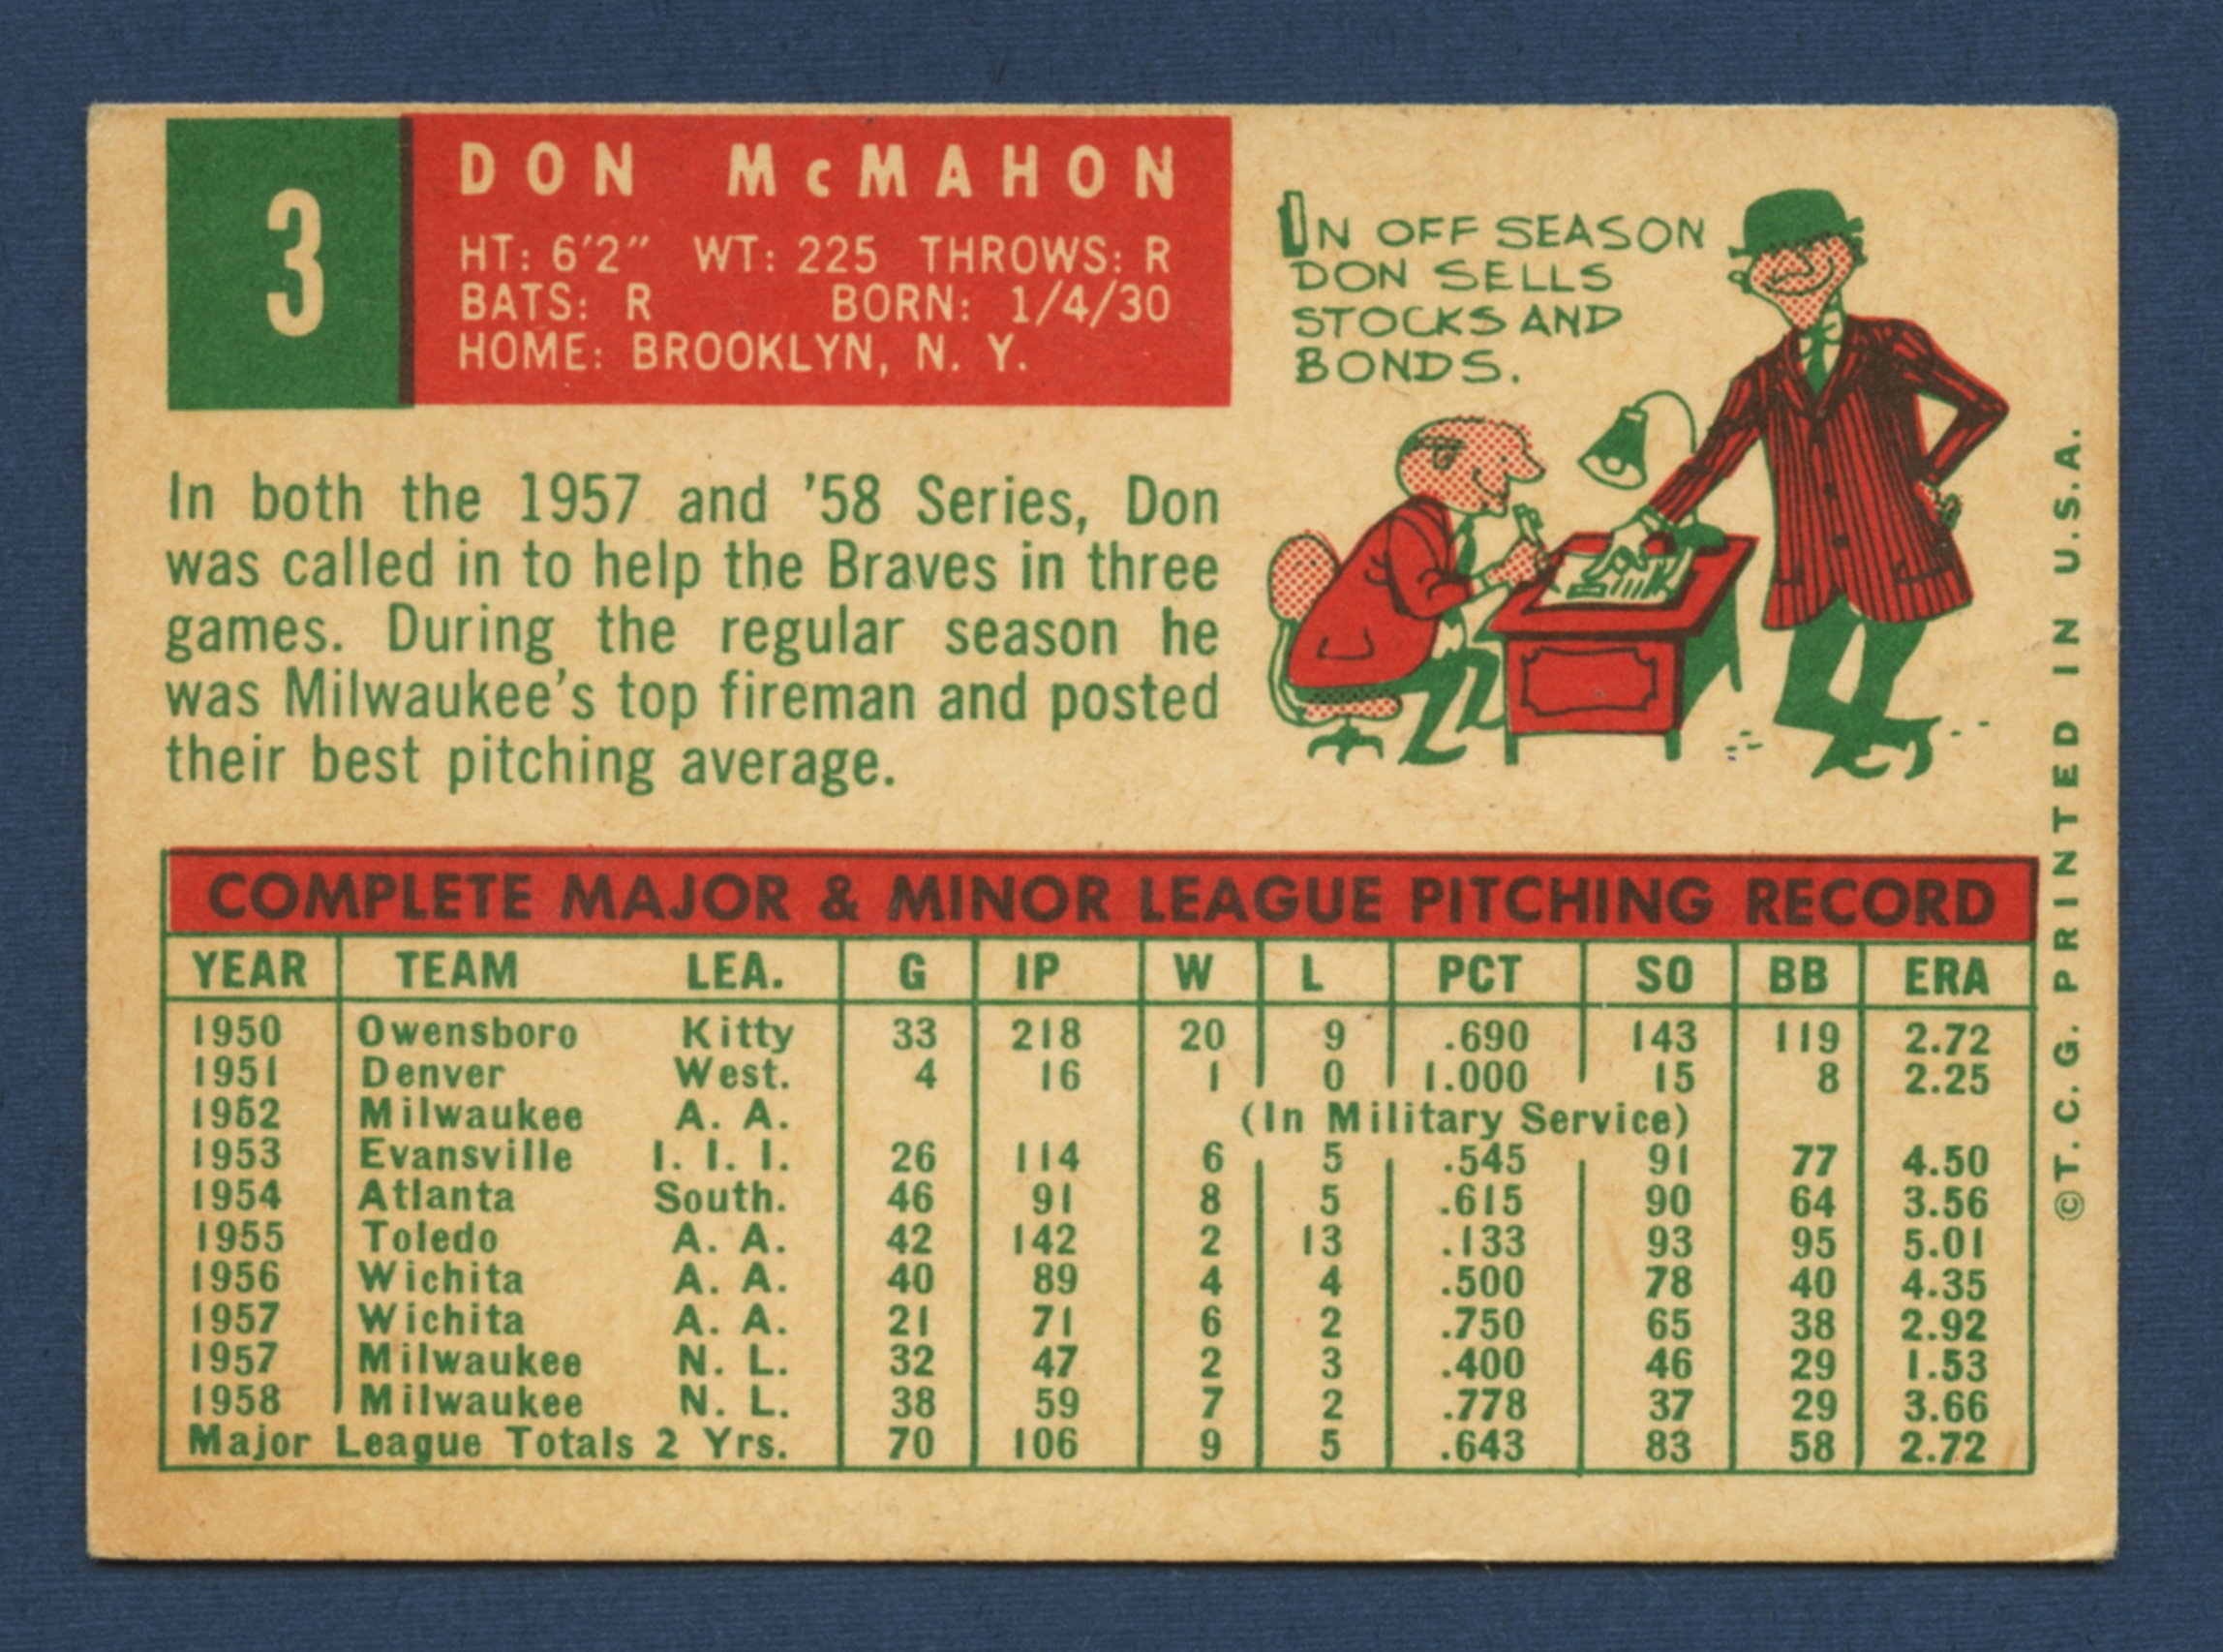 3
DON McMAHON
HT: 6'2" WT: 225 THROWS: R
BATS: R BORN: 1/4/30
HOME: BROOKLYN, N. Y.
IN OFF SEASON
DON SELLS
STOCKS AND
BONDS.
In both the 1957 and '58 Series, Don
was called in to help the Braves in three
games. During the regular season he
was Milwaukee's top fireman and posted
their best pitching average.
COMPLETE MAJOR & MINOR LEAGUE PITCHING RECORD
YEAR TEAM LEA. G IP W L PCT SO BB ERA
1950 Owensboro Kitty 33 218 20 9 .690 143 119 2.72
1951 Denver West. 4 16 1 0 1.000 15 8 2.25
1952 Milwaukee A. A. (In Military Service)
1953 Evansville I. I. I. 26 114 6 5 .545 91 77 4.50
1954 Atlanta South. 46 91 8 5 .615 90 64 3.56
1955 Toledo A. A. 42 142 2 13 .133 93 95 5.01
1956 Wichita A. A. 40 89 4 4 .500 78 40 4.35
1957 Wichita A. A. 21 71 6 2 .750 65 38 2.92
1957 Milwaukee N. L. 32 47 2 3 .400 46 29 1.53
1958 Milwaukee N. L. 38 59 7 2 .778 37 29 3.66
Major League Totals 2 Yrs. 70 106 9 5 .643 83 58 2.72
©T. C. G. PRINTED IN U.S.A.